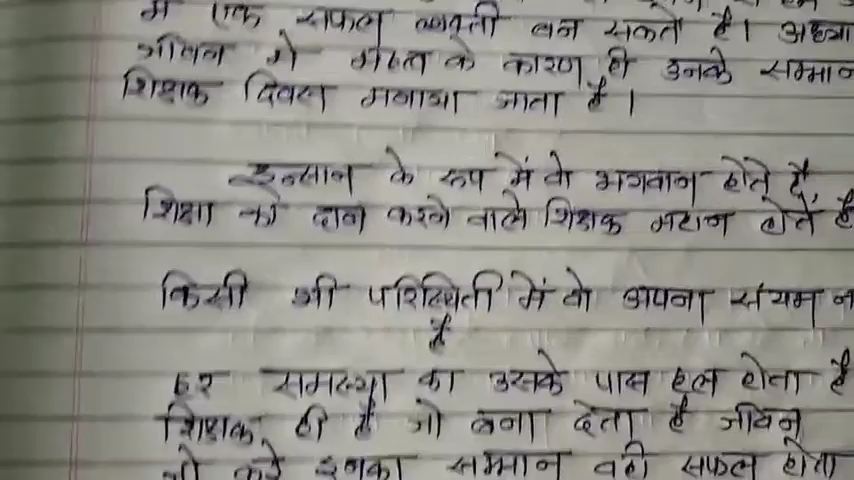 में एक सफल व्यक्ती बन सकते है। अध्या
जीवन में महत्व के कारण ही उनके सम्मान
शिक्षक दिवस मनाया जाता है।
इन्सान के रूप में वो भगवान होते है,
शिक्षा को दान करने वाले शिक्षक महान होते है
किसी भी परिस्थिती में वो अपना संयम न
है
हर समस्या का उसके पास हल होता है
शिक्षक ही है जो बना देता है जीवन
जो करे इनका सम्मान वही सफल होता